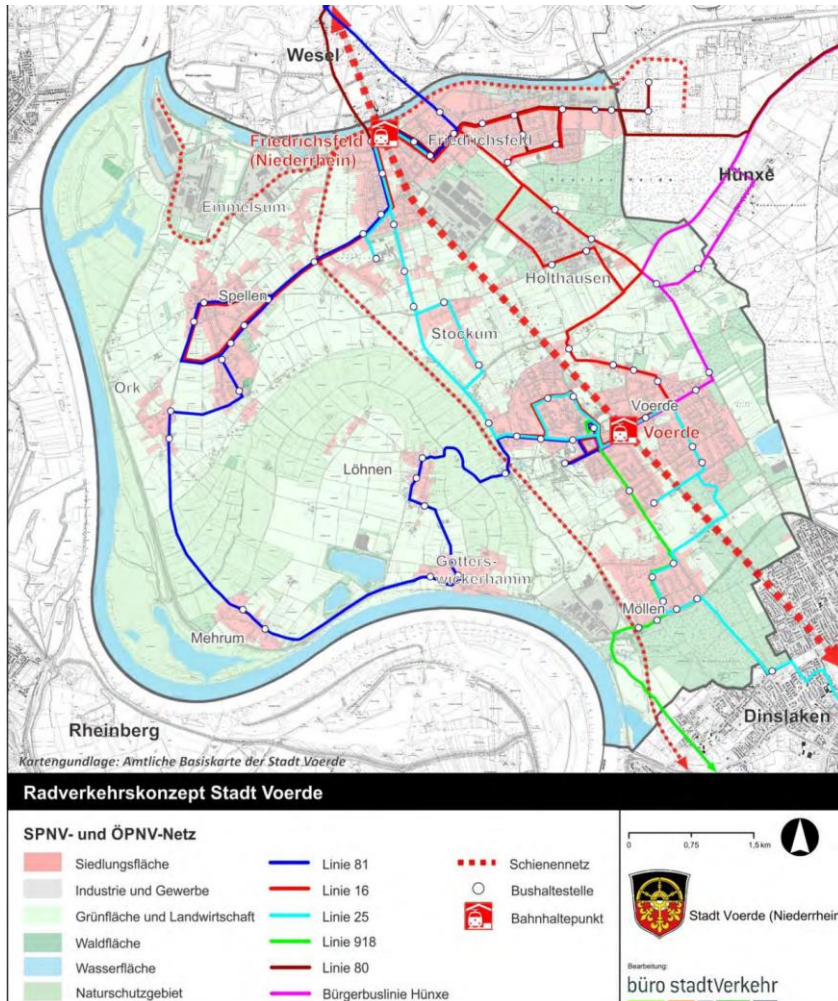 Wesel
Friedrichsfeld
(Niederrhein)
Friedrichsfeld
Hünxe
Emmelsum
Holthausen
Spellen
Stockum
Ork
Voerde
Voerde
Löhnen
Götters-
wickerhamm
Möllen
Mehrum
Rheinberg
Dinslaken
Kartengundlage: Amtliche Basiskarte der Stadt Voerde
Radverkehrskonzept Stadt Voerde
SPNV- und ÖPNV-Netz
Siedlungsfläche
Industrie und Gewerbe
Grünfläche und Landwirtschaft
Waldfläche
Wasserfläche
Naturschutzgebiet
Linie 81
Linie 16
Linie 25
Linie 918
Linie 80
Bürgerbuslinie Hünxe
Schienennetz
Bushaltestelle
Bahnhaltepunkt
0 0,75 1,5 km
Stadt Voerde (Niederrhein
Bearbeitung:
büro stadtVerkehr